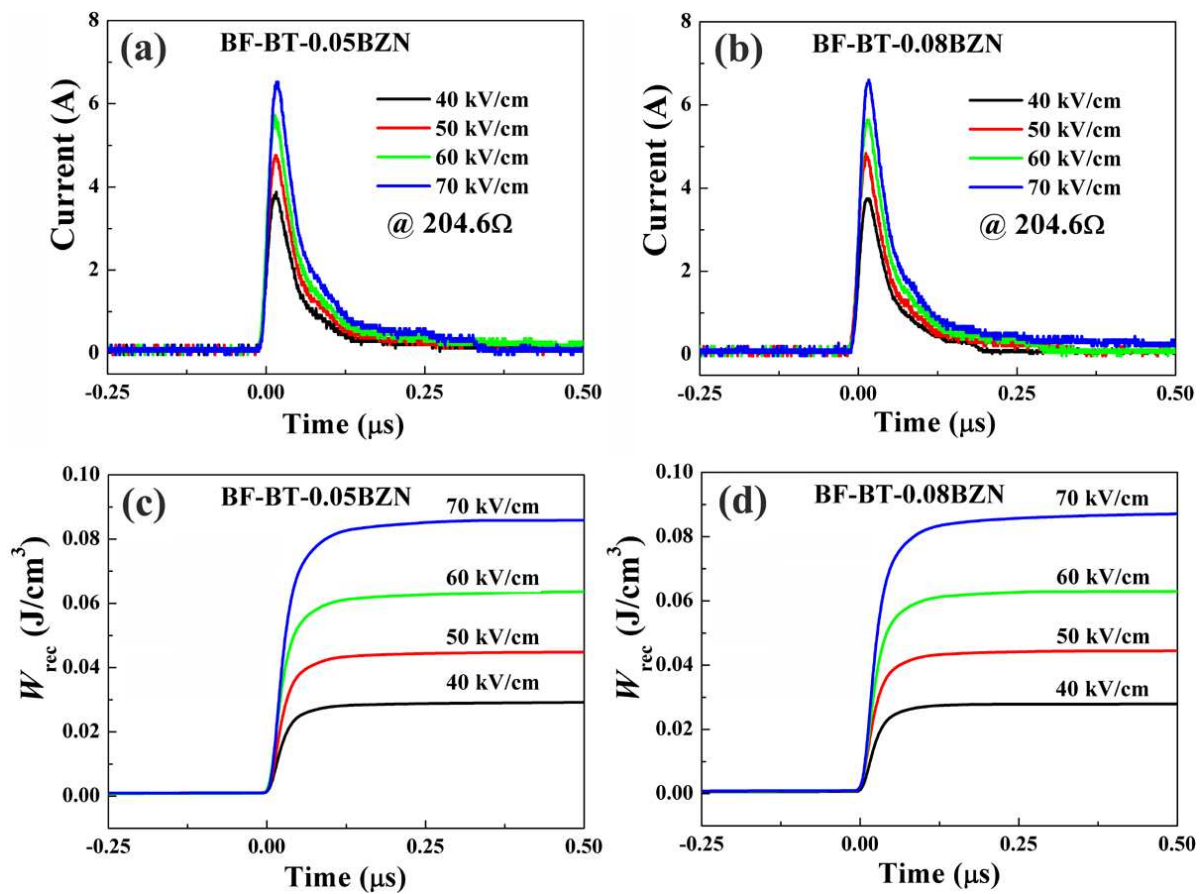 (a)
BF-BT-0.05BZN
40 kV/cm
50 kV/cm
60 kV/cm
70 kV/cm
@ 204.6Ω
Current (A)
8
6
4
2
0
-0.25
0.00
0.25
0.50
Time (μs)
(b)
BF-BT-0.08BZN
40 kV/cm
50 kV/cm
60 kV/cm
70 kV/cm
@ 204.6Ω
Current (A)
8
6
4
2
0
-0.25
0.00
0.25
0.50
Time (μs)
(c)
BF-BT-0.05BZN
70 kV/cm
60 kV/cm
50 kV/cm
40 kV/cm
Wrec (J/cm³)
0.10
0.08
0.06
0.04
0.02
0.00
-0.25
0.00
0.25
0.50
Time (μs)
(d)
BF-BT-0.08BZN
70 kV/cm
60 kV/cm
50 kV/cm
40 kV/cm
Wrec (J/cm³)
0.10
0.08
0.06
0.04
0.02
0.00
-0.25
0.00
0.25
0.50
Time (μs)